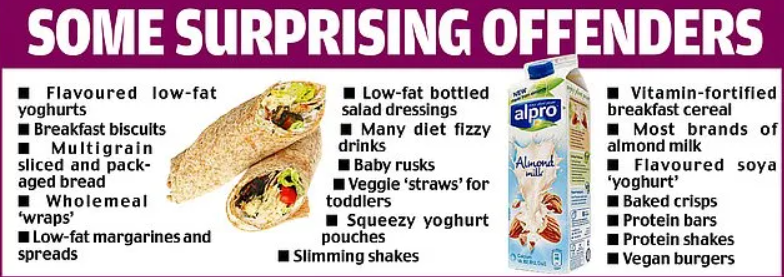 SOME SURPRISING OFFENDERS
■ Flavoured low-fat
yoghurts
■ Breakfast biscuits
■ Multigrain
sliced and pack-
aged bread
■ Wholemeal
‘wraps’
■ Low-fat margarines and
spreads
■ Low-fat bottled
salad dressings
■ Many diet fizzy
drinks
■ Baby rusks
■ Veggie ‘straws’ for
toddlers
■ Squeezy yoghurt
pouches
■ Slimming shakes
NEW
alpro
Almond
milk
■ Vitamin-fortified
breakfast cereal
■ Most brands of
almond milk
■ Flavoured soya
‘yoghurt’
■ Baked crisps
■ Protein bars
■ Protein shakes
■ Vegan burgers